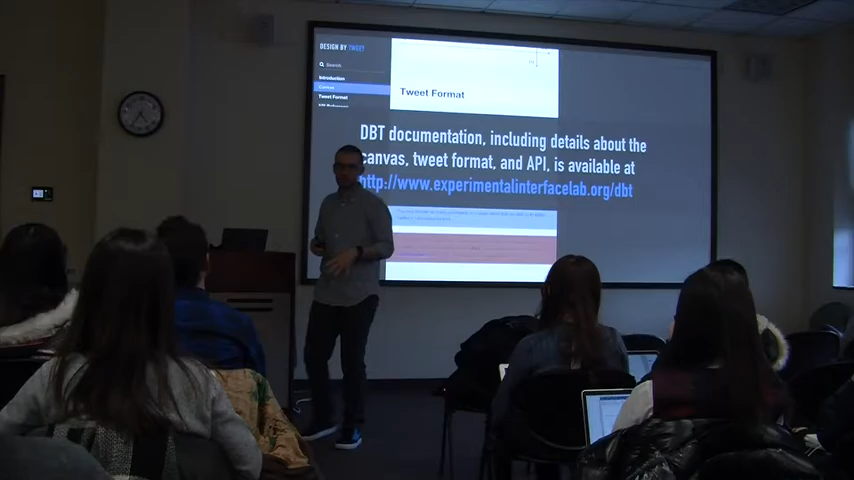 DESIGN BY TWEET
Search
Introduction
Canvas
Tweet Format
Tweet Format
DBT documentation, including details about the
canvas, tweet format, and API, is available at
http://www.experimentalinterfacelab.org/dbt